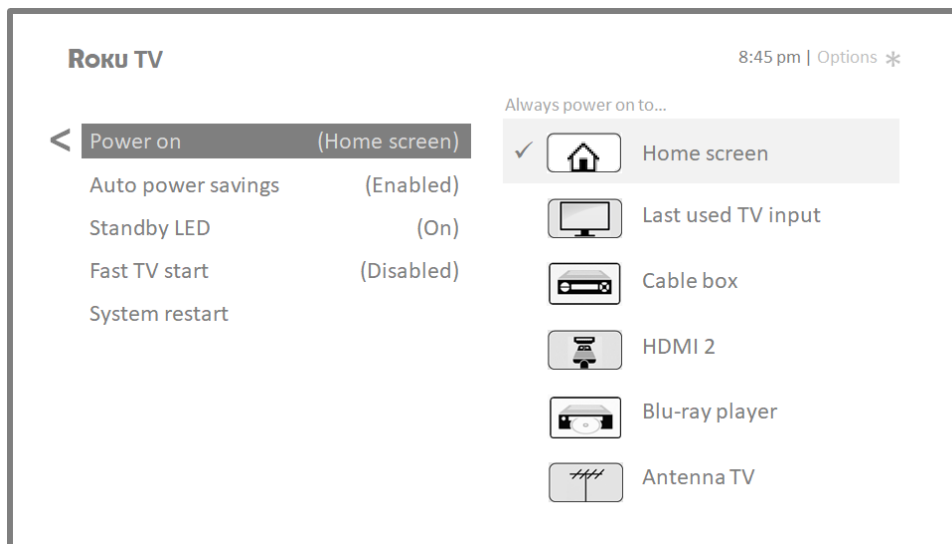 Roku TV
8:45 pm | Options *
Always power on to...
< Power on (Home screen)
Auto power savings (Enabled)
Standby LED (On)
Fast TV start (Disabled)
System restart
✓ Home screen
Last used TV input
Cable box
HDMI 2
Blu-ray player
Antenna TV